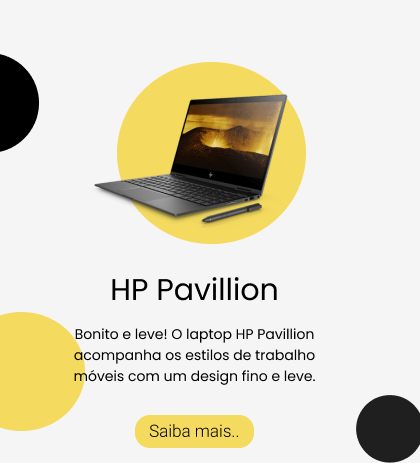 HP Pavillion
Bonito e leve! O laptop HP Pavillion
acompanha os estilos de trabalho
móveis com um design fino e leve.
Saiba mais..